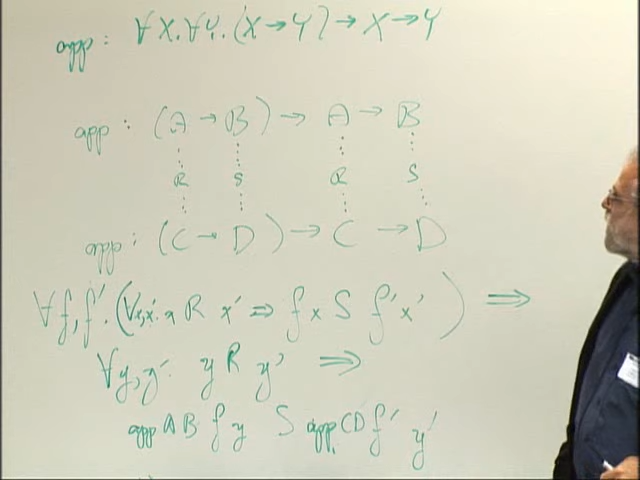 app : ∀X. ∀Y. (X → Y) → X → Y
app : (A → B) → A → B
R S R S
app : (C → D) → C → D
∀f, f′. (∀x,x′. x R x′ ⇒ f x S f′ x′) ⇒
∀y, y′. y R y′ ⇒
app A B f y S app C D f′ y′